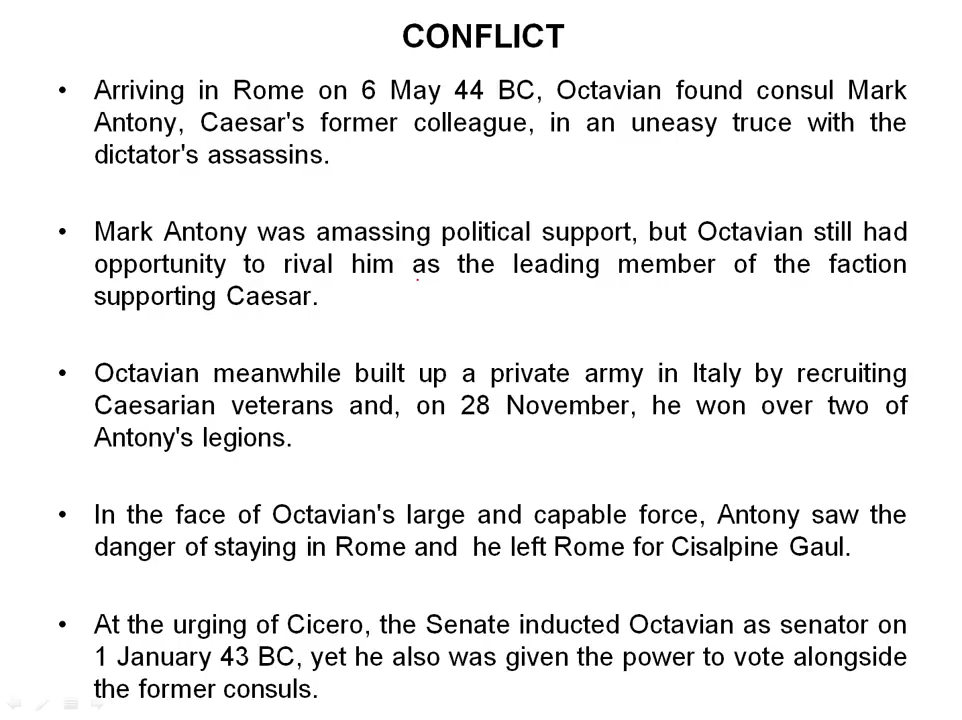 CONFLICT
• Arriving in Rome on 6 May 44 BC, Octavian found consul Mark
Antony, Caesar's former colleague, in an uneasy truce with the
dictator's assassins.
• Mark Antony was amassing political support, but Octavian still had
opportunity to rival him as the leading member of the faction
supporting Caesar.
• Octavian meanwhile built up a private army in Italy by recruiting
Caesarian veterans and, on 28 November, he won over two of
Antony's legions.
• In the face of Octavian's large and capable force, Antony saw the
danger of staying in Rome and  he left Rome for Cisalpine Gaul.
• At the urging of Cicero, the Senate inducted Octavian as senator on
1 January 43 BC, yet he also was given the power to vote alongside
the former consuls.